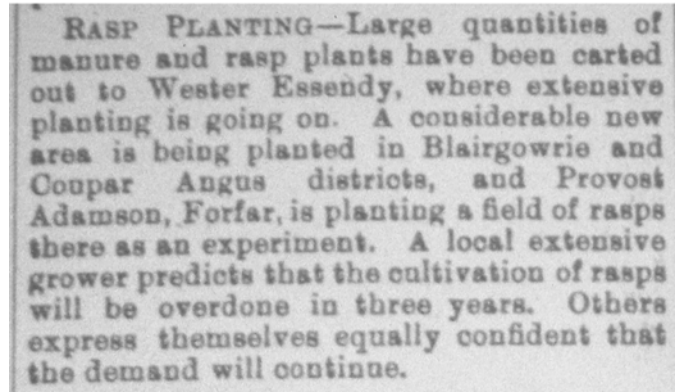 RASP PLANTING—Large quantities of
manure and rasp plants have been carted
out to Wester Essendy, where extensive
planting is going on. A considerable new
area is being planted in Blairgowrie and
Coupar Angus districts, and Provost
Adamson, Forfar, is planting a field of rasps
there as an experiment. A local extensive
grower predicts that the cultivation of rasps
will be overdone in three years. Others
express themselves equally confident that
the demand will continue.